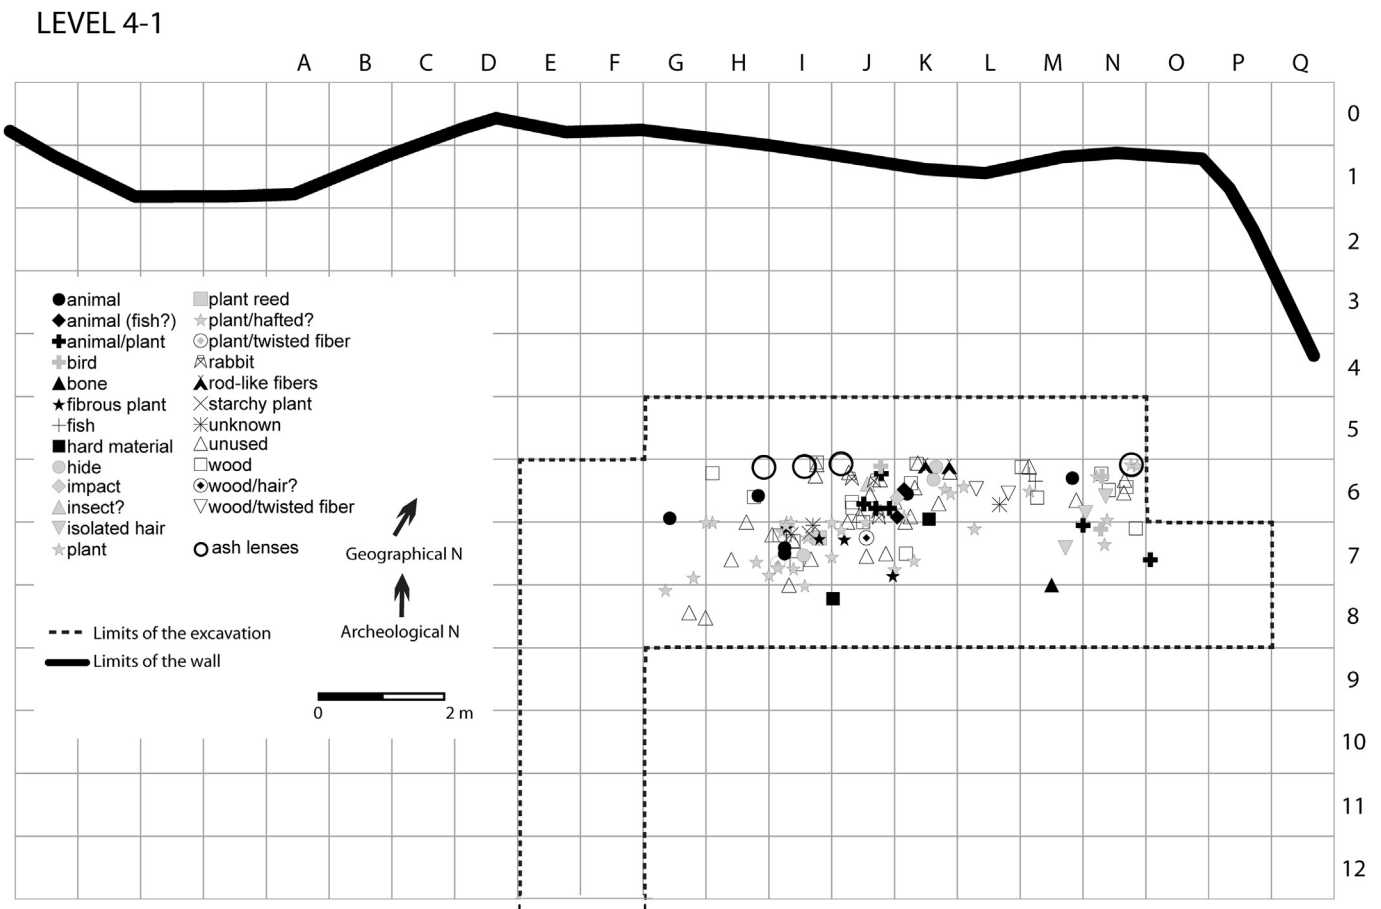 LEVEL 4-1
A B C D E F G H I J K L M N O P Q
0
1
2
3
4
5
6
7
8
9
10
11
12
animal
animal (fish?)
animal/plant
bird
bone
fibrous plant
fish
hard material
hide
impact
insect?
isolated hair
plant
plant reed
plant/hafted?
plant/twisted fiber
rabbit
rod-like fibers
starchy plant
unknown
unused
wood
wood/hair?
wood/twisted fiber
ash lenses
Geographical N
Archeological N
Limits of the excavation
Limits of the wall
0 2 m